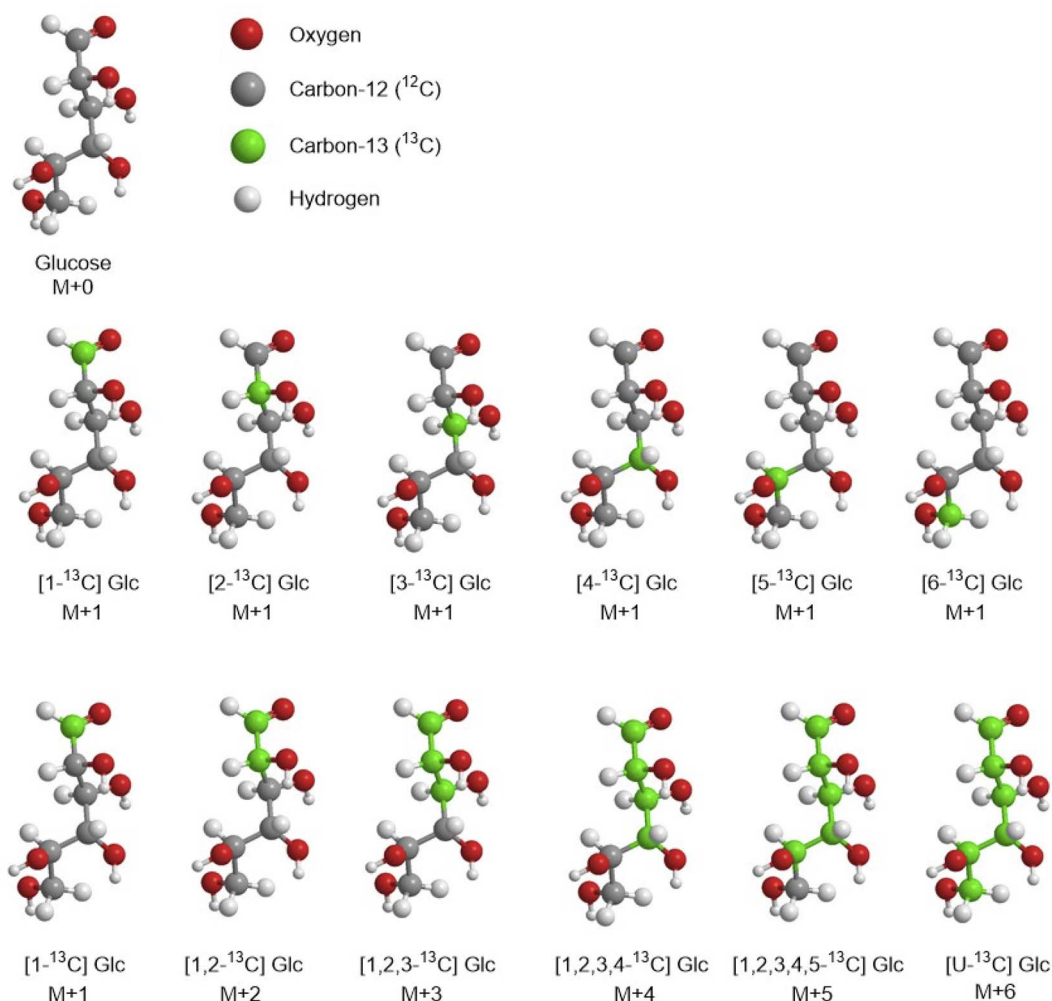 Oxygen
Carbon-12 (¹²C)
Carbon-13 (¹³C)
Hydrogen
Glucose
M+0
[1-¹³C] Glc
M+1
[2-¹³C] Glc
M+1
[3-¹³C] Glc
M+1
[4-¹³C] Glc
M+1
[5-¹³C] Glc
M+1
[6-¹³C] Glc
M+1
[1-¹³C] Glc
M+1
[1,2-¹³C] Glc
M+2
[1,2,3-¹³C] Glc
M+3
[1,2,3,4-¹³C] Glc
M+4
[1,2,3,4,5-¹³C] Glc
M+5
[U-¹³C] Glc
M+6